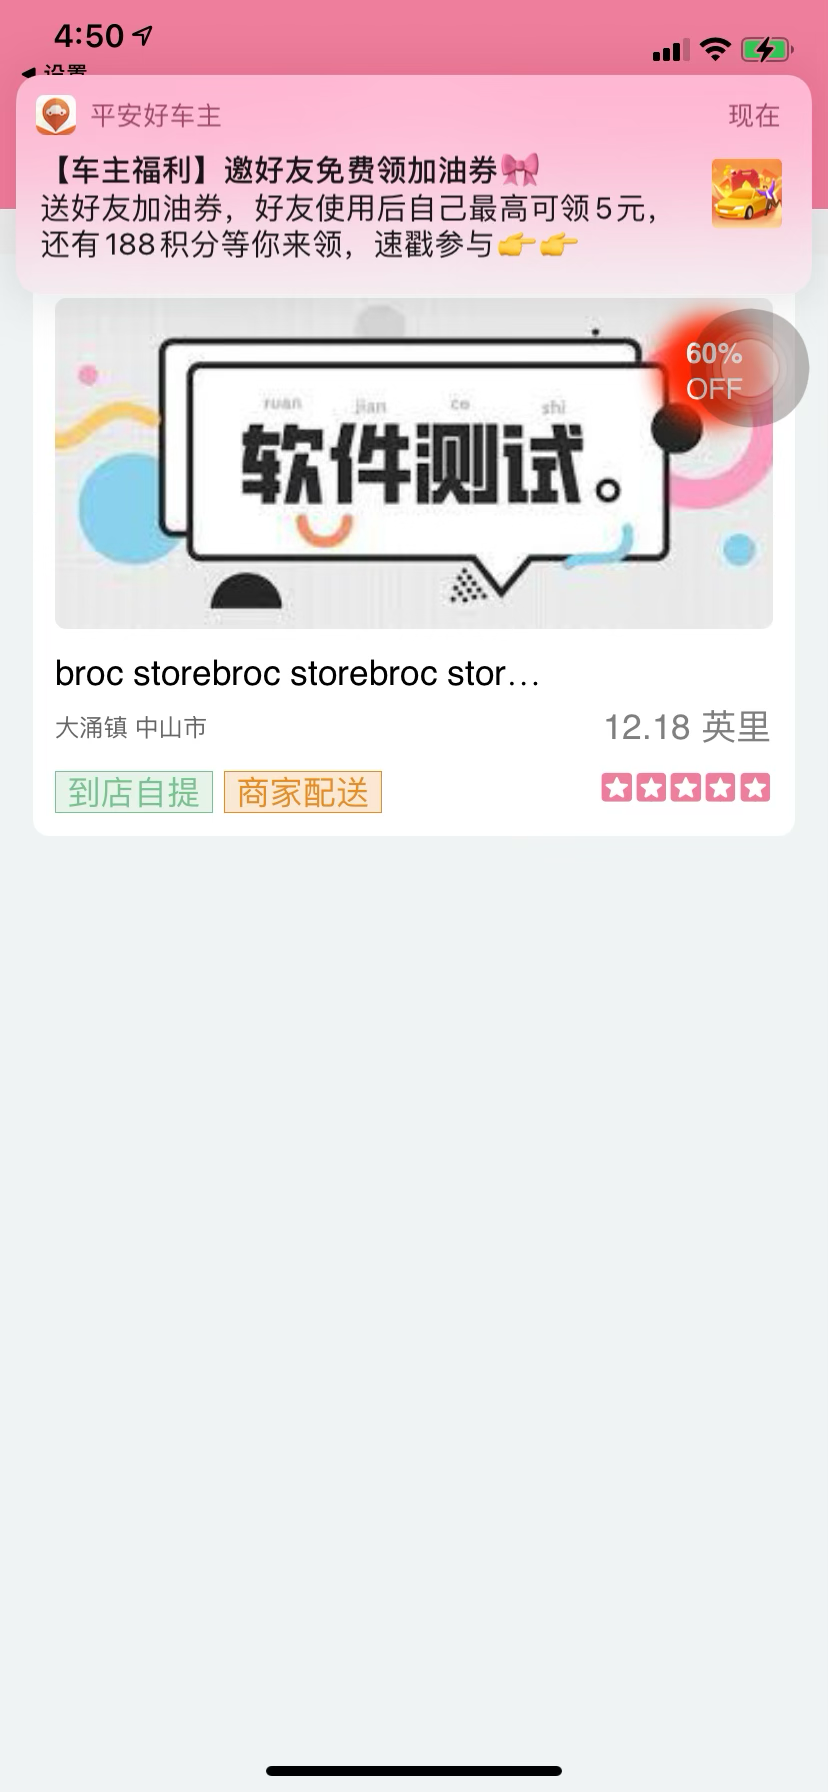 4:50
设置
平安好车主
现在
【车主福利】邀好友免费领加油券🎀
送好友加油券，好友使用后自己最高可领5元，
还有188积分等你来领，速戳参与👉👉
60%
OFF
ruan jian ce shi
软件测试。
broc storebroc storebroc stor...
大涌镇 中山市
12.18 英里
到店自提
商家配送